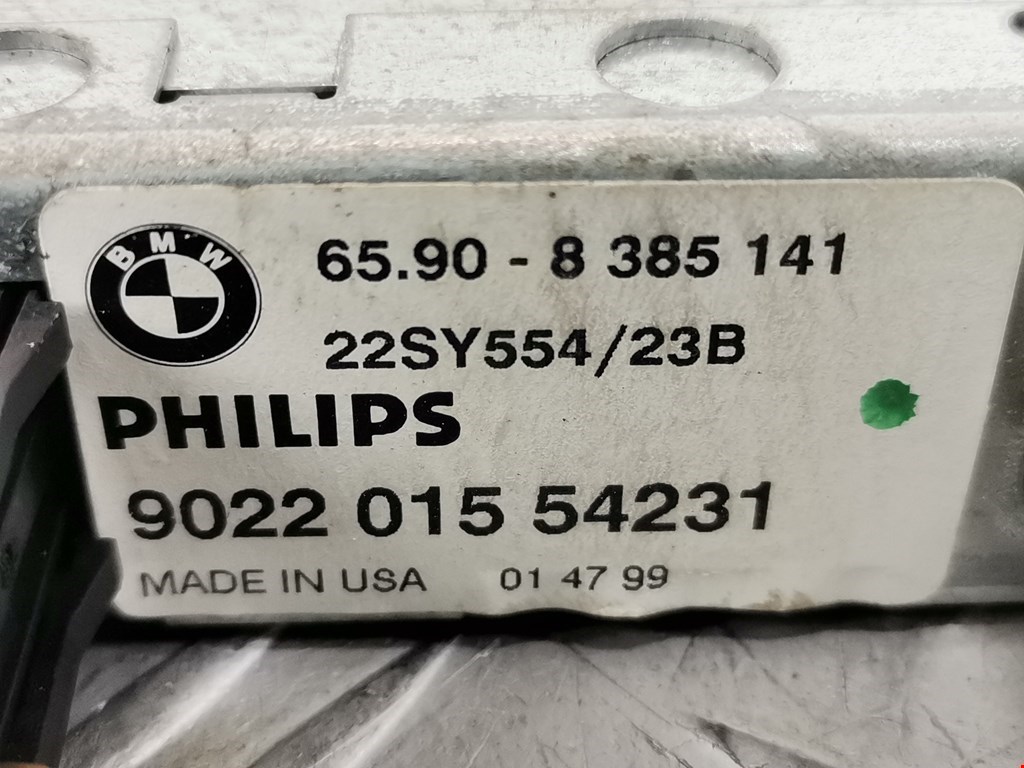 BMW
65.90 - 8 385 141
22SY554/23B
PHILIPS
9022 015 54231
MADE IN USA 01 47 99